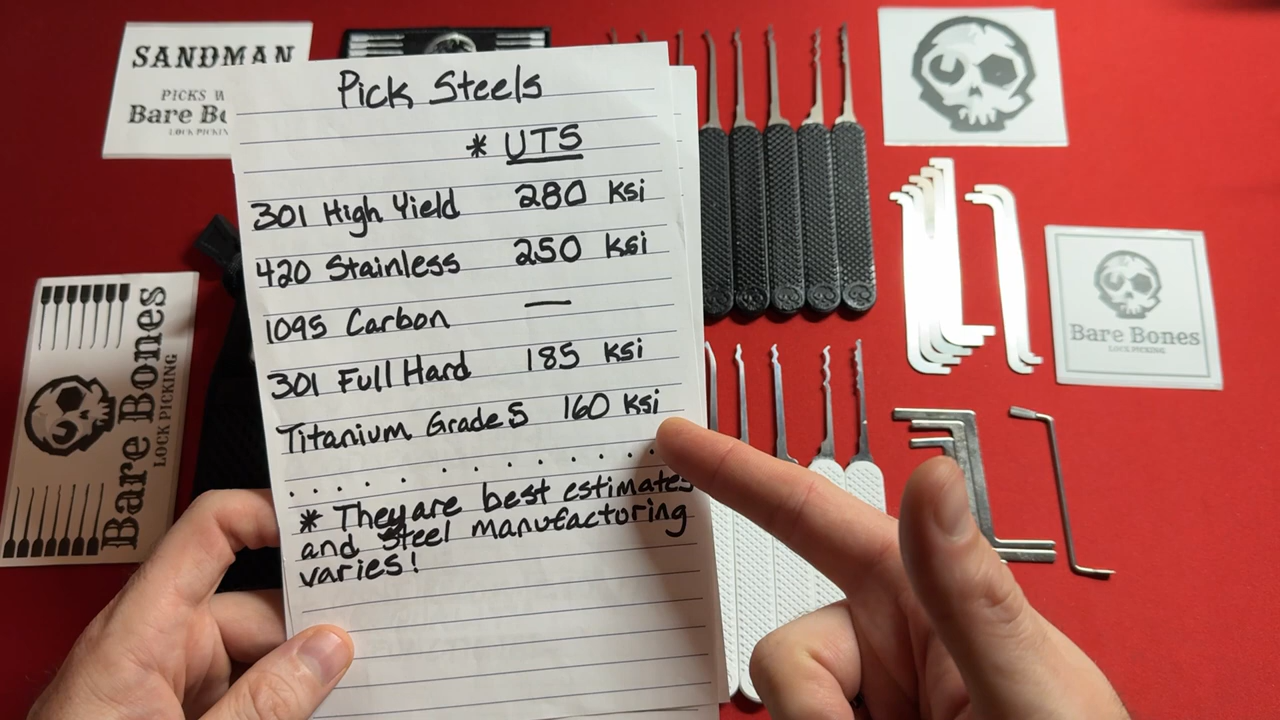 SANDMAN
PICKS
Bare
LOCK
Pick Steels
* UTS
301 High Yield 280 Ksi
420 Stainless 250 Ksi
1095 Carbon —
301 Full Hard 185 Ksi
Titanium Grade 5 160 Ksi
* They are best estimates
and steel manufacturing
varies!
Bare Bones
LOCK PICKING
Bare Bones
LOCK PICKING